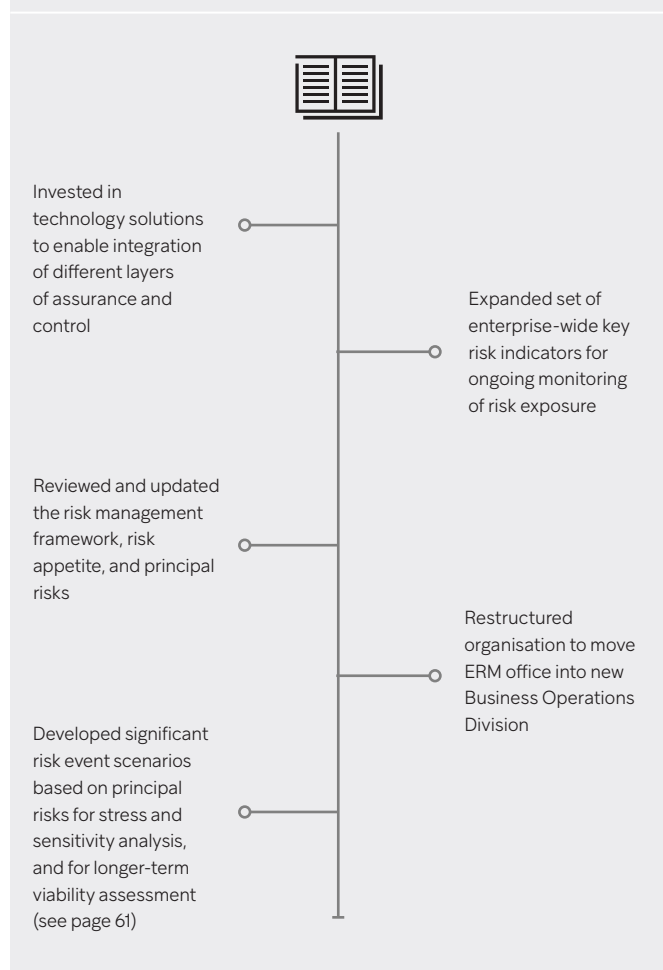 Invested in
technology solutions
to enable integration
of different layers
of assurance and
control
Expanded set of
enterprise-wide key
risk indicators for
ongoing monitoring
of risk exposure
Reviewed and updated
the risk management
framework, risk
appetite, and principal
risks
Restructured
organisation to move
ERM office into new
Business Operations
Division
Developed significant
risk event scenarios
based on principal
risks for stress and
sensitivity analysis,
and for longer-term
viability assessment
(see page 61)